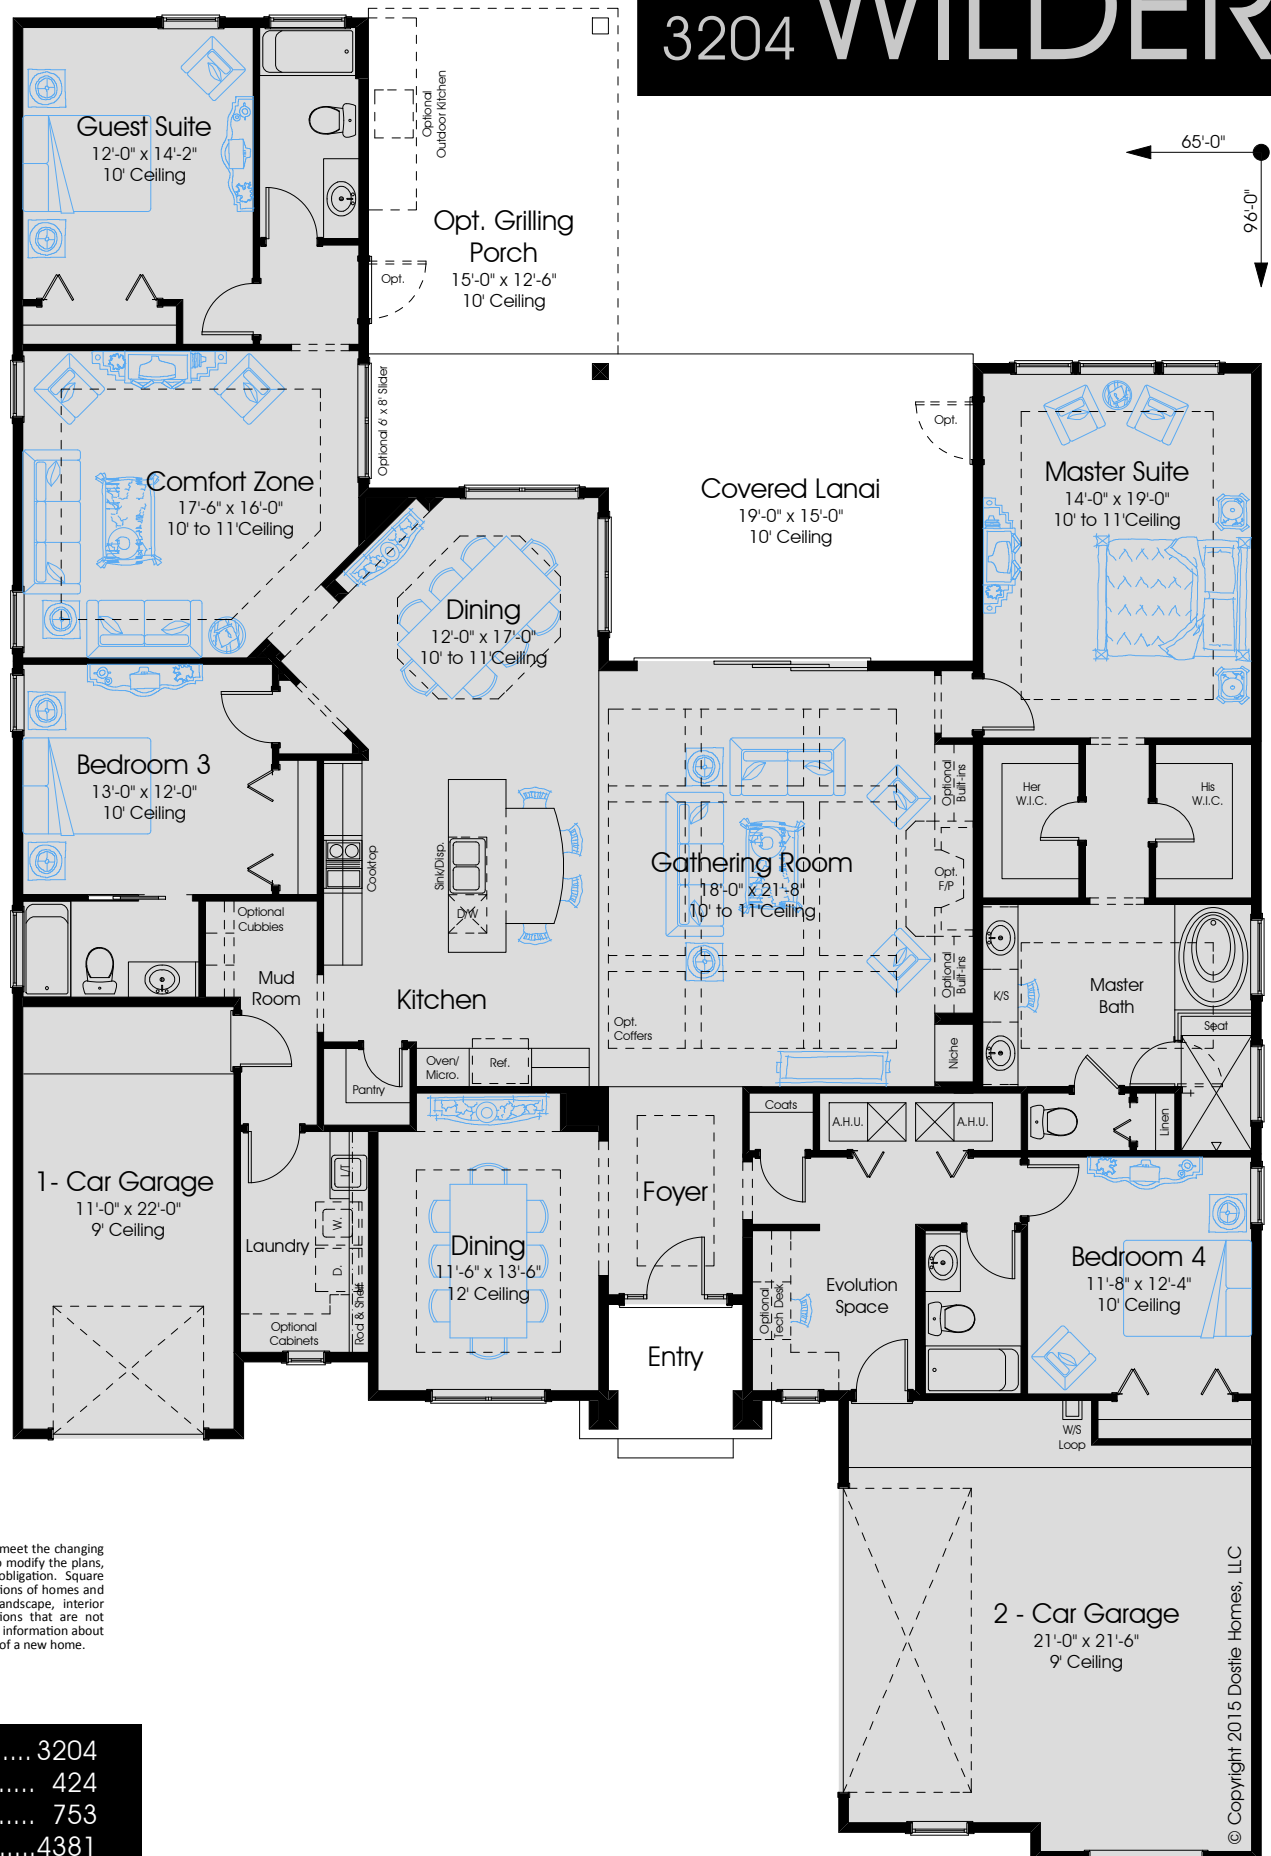 3204 WILDER
65'-0"
96'-0"
Guest Suite
12'-0" x 14'-2"
10' Ceiling
Optional
Outdoor Kitchen
Opt. Grilling
Porch
15'-0" x 12'-6"
10' Ceiling
Opt.
Optional 6' x 8' Slider
Comfort Zone
17'-6" x 16'-0"
10' to 11'Ceiling
Covered Lanai
19'-0" x 15'-0"
10' Ceiling
Opt.
Master Suite
14'-0" x 19'-0"
10' to 11'Ceiling
Dining
12'-0" x 17'-0"
10' to 11'Ceiling
Bedroom 3
13'-0" x 12'-0"
10' Ceiling
Cooktop
Sink/Disp.
D/W
Gathering Room
18'-0" x 21'-8"
10' to 11'Ceiling
Optional
Built-ins
Opt.
F/P
Optional
Built-ins
Her
W.I.C.
His
W.I.C.
Optional
Cubbies
Mud
Room
Kitchen
Opt.
Coffers
K/S
Master
Bath
Seat
Niche
Oven/
Micro.
Ref.
Pantry
Coats
A.H.U.
A.H.U.
Linen
1- Car Garage
11'-0" x 22'-0"
9' Ceiling
L/T
W.
D.
Laundry
Rod & Shelf
Optional
Cabinets
Dining
11'-6" x 13'-6"
12' Ceiling
Foyer
Entry
Optional
Tech Desk
Evolution
Space
Bedroom 4
11'-8" x 12'-4"
10' Ceiling
W/S
Loop
2 - Car Garage
21'-0" x 21'-6"
9' Ceiling
© Copyright 2015 Dostie Homes, LLC
meet the changing
o modify the plans,
obligation. Square
ions of homes and
andscape, interior
ions that are not
information about
of a new home.
.... 3204
..... 424
..... 753
.....4381